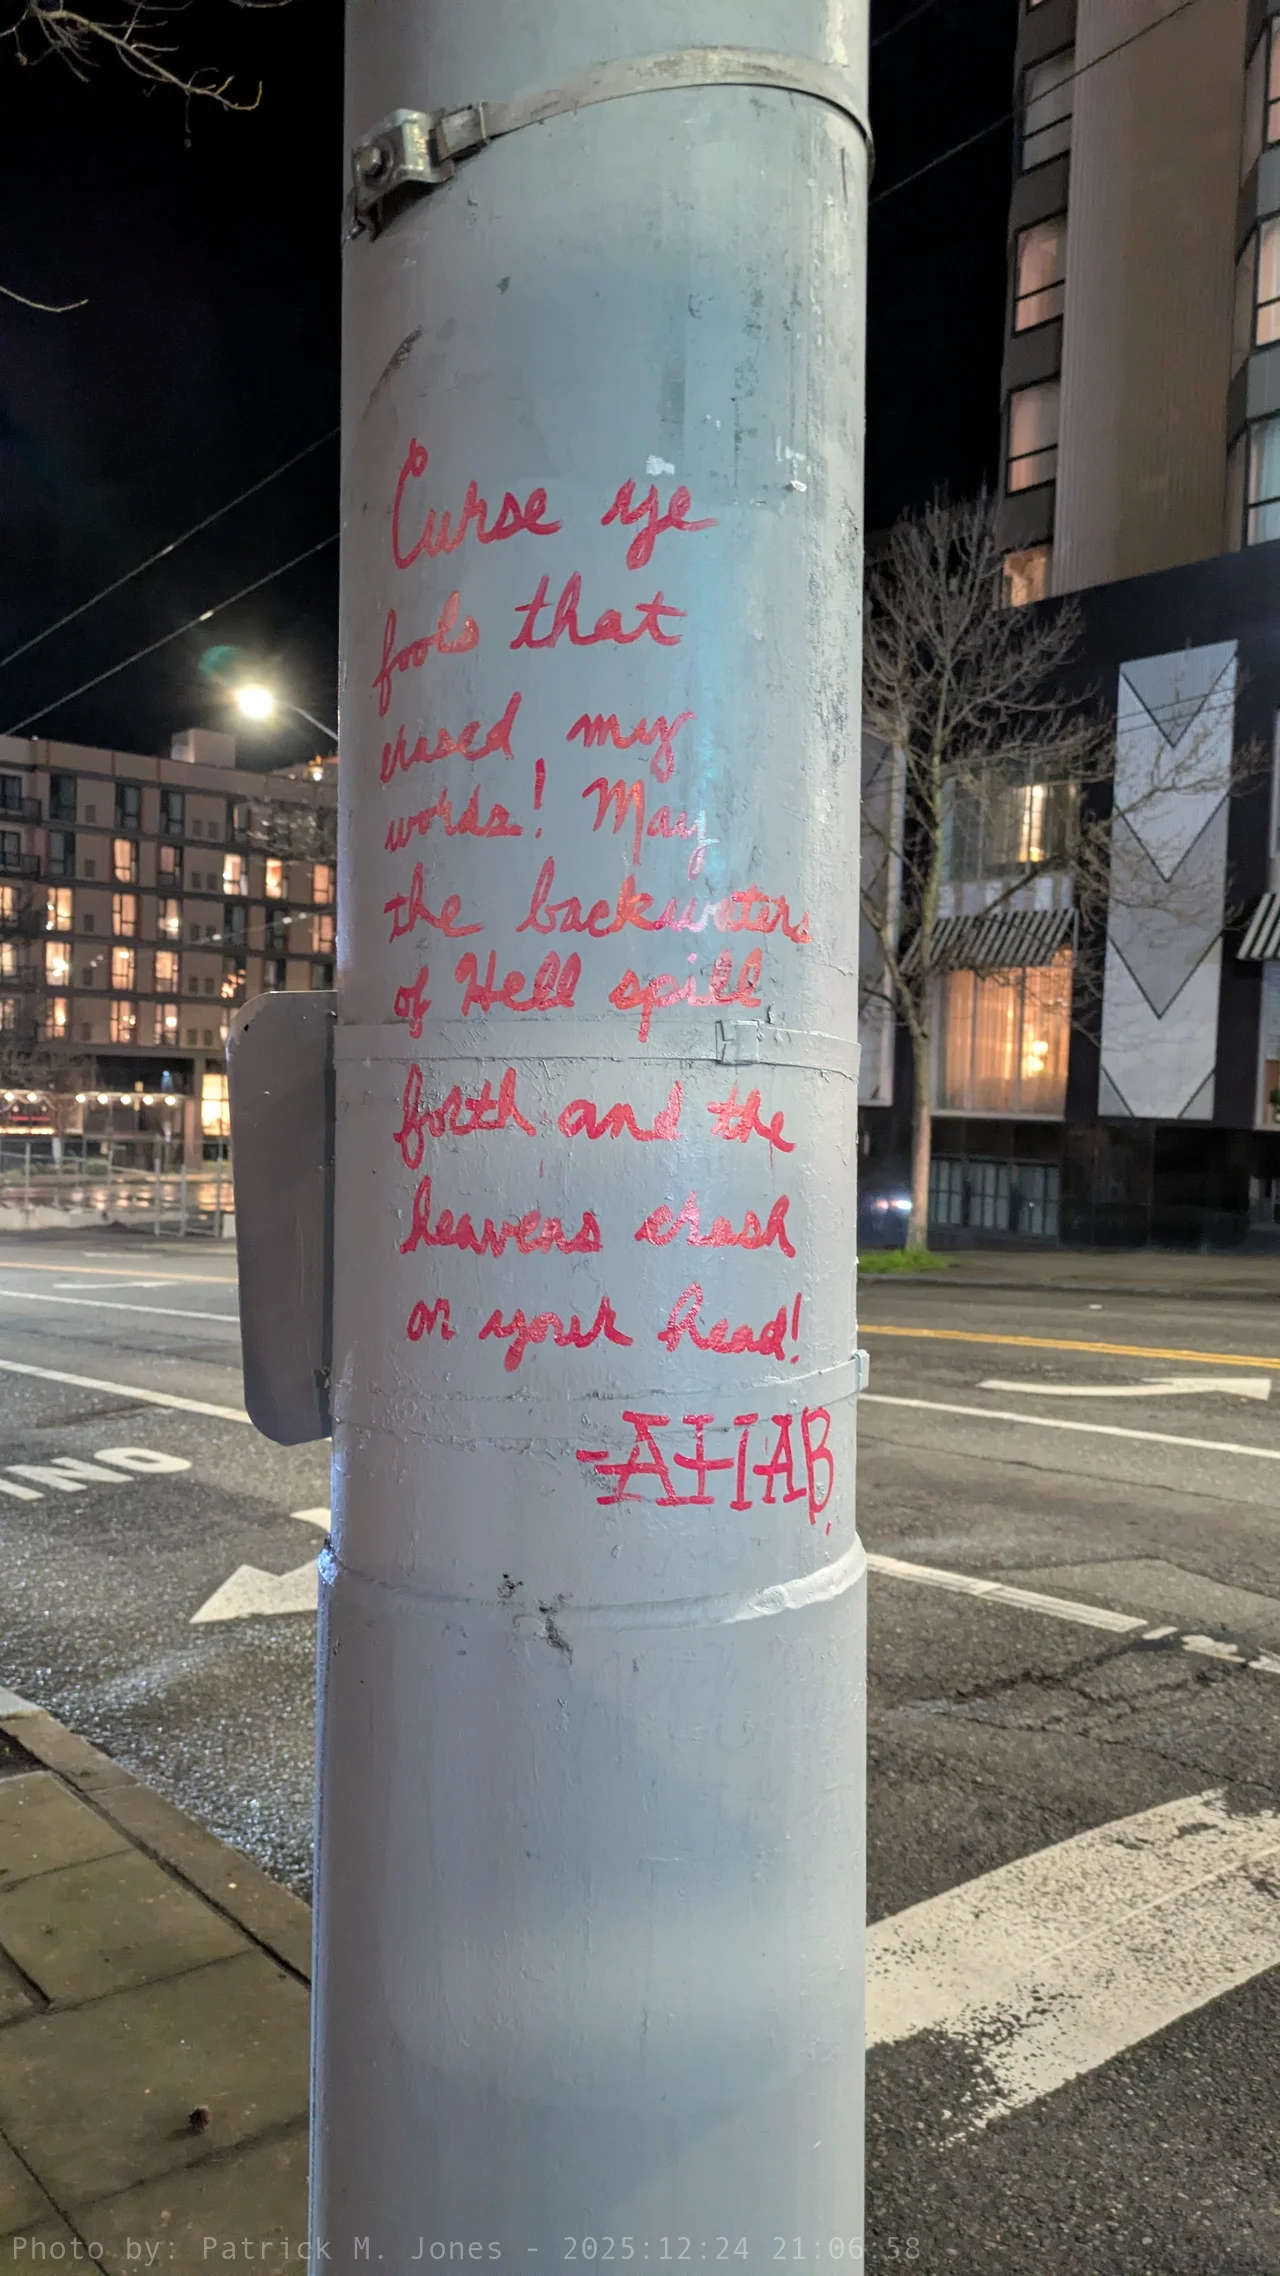 Curse ye
fools that
erased my
words! May
the backwaters
of Hell spill
forth and the
heavens crash
on your head!
-AHAB
ING
Photo by: Patrick M. Jones - 2025:12:24 21:06:58